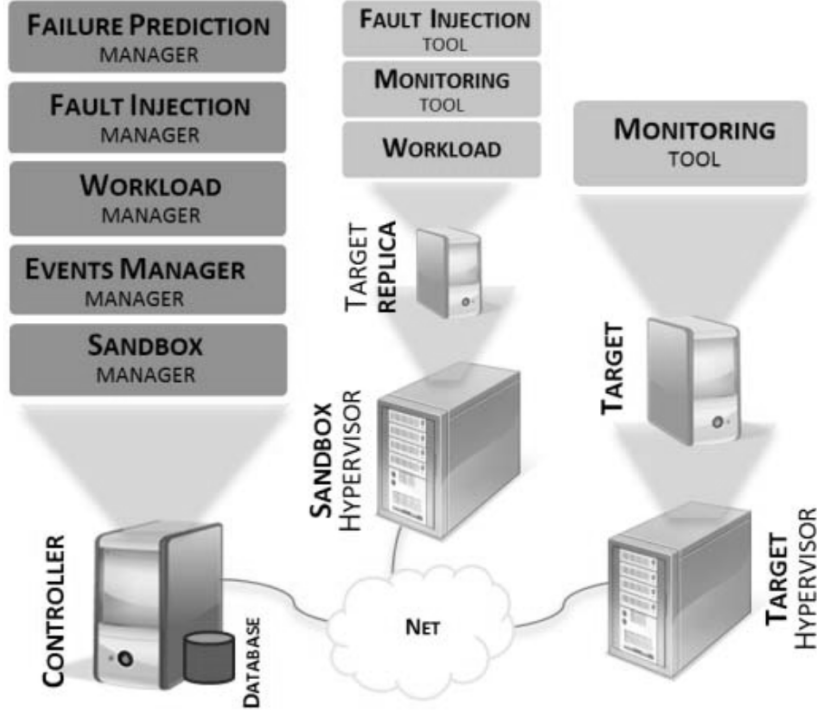 FAILURE PREDICTION
MANAGER
FAULT INJECTION
MANAGER
WORKLOAD
MANAGER
EVENTS MANAGER
MANAGER
SANDBOX
MANAGER
CONTROLLER
DATABASE
FAULT INJECTION
TOOL
MONITORING
TOOL
WORKLOAD
TARGET
REPLICA
SANDBOX
HYPERVISOR
NET
MONITORING
TOOL
TARGET
TARGET
HYPERVISOR